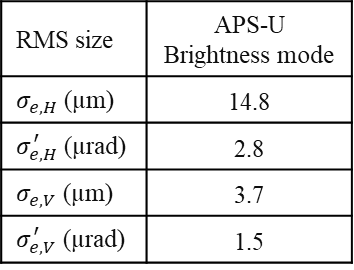 RMS size
APS-U
Brightness mode
σe,H (μm)
14.8
σ′e,H (μrad)
2.8
σe,V (μm)
3.7
σ′e,V (μrad)
1.5